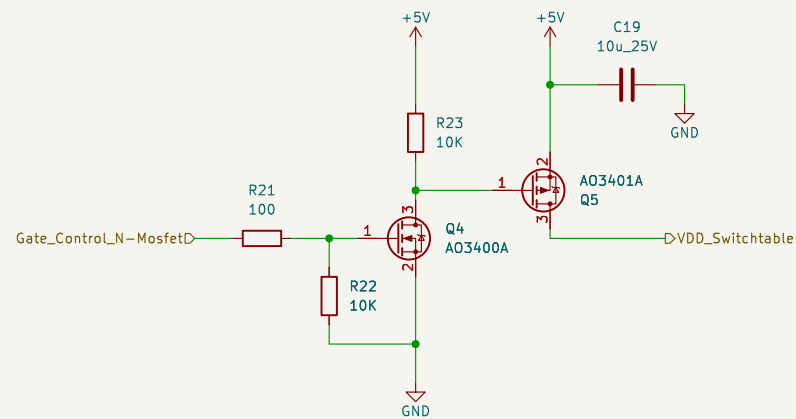 +5V
+5V
C19
10u_25V
GND
R23
10K
2
1
AO3401A
Q5
3
R21
100
3
Gate_Control_N-Mosfet
1
Q4
AO3400A
VDD_Switchtable
2
R22
10K
GND